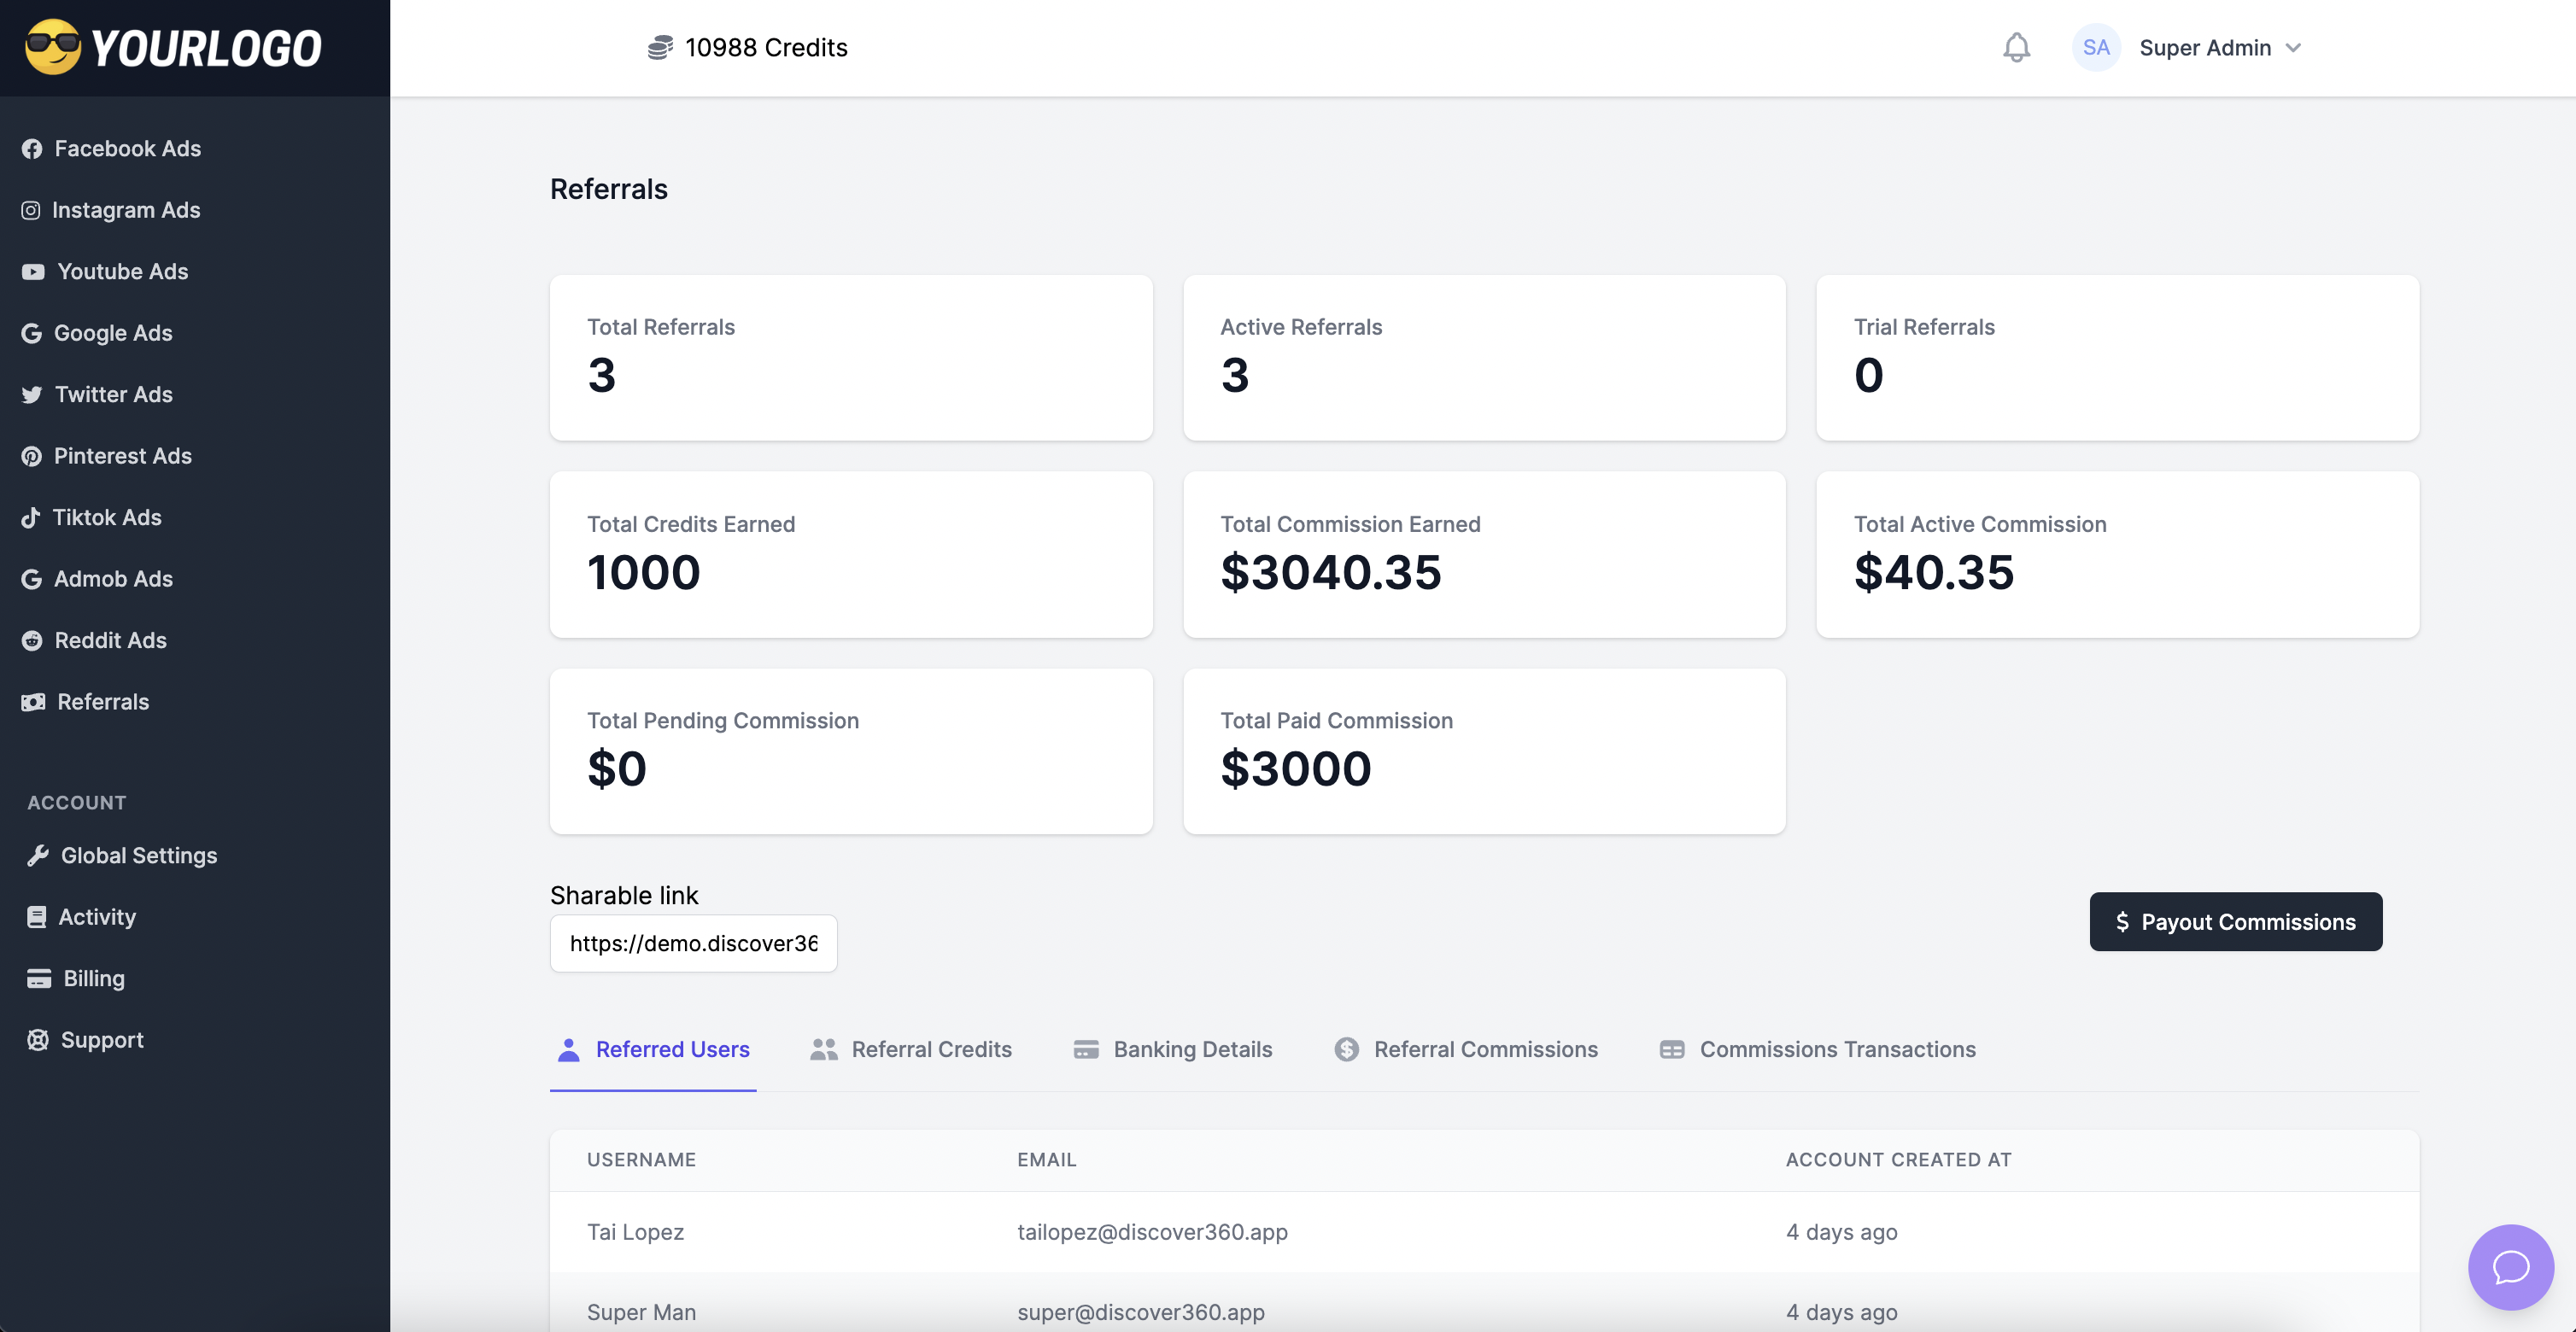 YOURLOGO
10988 Credits
SA
Super Admin
Facebook Ads
Instagram Ads
Youtube Ads
Google Ads
Twitter Ads
Pinterest Ads
Tiktok Ads
Admob Ads
Reddit Ads
Referrals
ACCOUNT
Global Settings
Activity
Billing
Support
Referrals
Total Referrals
3
Active Referrals
3
Trial Referrals
0
Total Credits Earned
1000
Total Commission Earned
$3040.35
Total Active Commission
$40.35
Total Pending Commission
$0
Total Paid Commission
$3000
Sharable link
https://demo.discover36
$ Payout Commissions
Referred Users
Referral Credits
Banking Details
Referral Commissions
Commissions Transactions
USERNAME EMAIL ACCOUNT CREATED AT
Tai Lopez tailopez@discover360.app 4 days ago
Super Man super@discover360.app 4 days ago